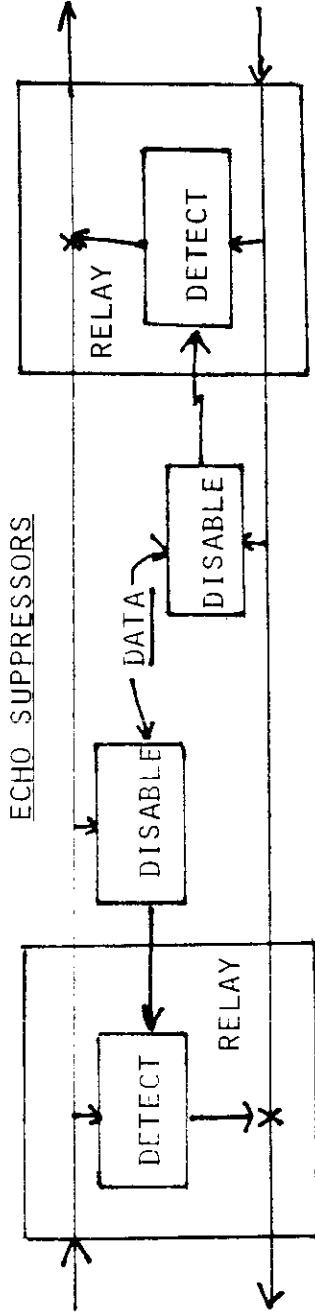 ECHO SUPPRESSORS
DETECT
RELAY
DISABLE
DATA
DISABLE
RELAY
DETECT